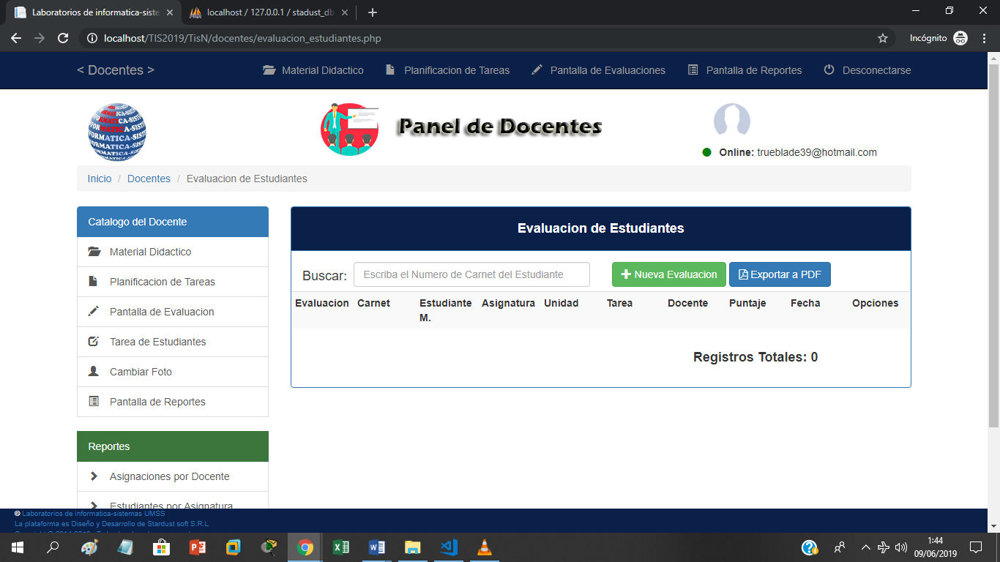 Laboratorios de informatica-siste
localhost / 127.0.0.1 / stadust_db
localhost/TIS2019/TisN/docentes/evaluacion_estudiantes.php
Incógnito
< Docentes >
Material Didactico
Planificacion de Tareas
Pantalla de Evaluaciones
Pantalla de Reportes
Desconectarse
Panel de Docentes
Online: trueblade39@hotmail.com
Inicio / Docentes / Evaluacion de Estudiantes
Catalogo del Docente
Material Didactico
Planificacion de Tareas
Pantalla de Evaluacion
Tarea de Estudiantes
Cambiar Foto
Pantalla de Reportes
Reportes
Asignaciones por Docente
Estudiantes por Asignatura
Evaluacion de Estudiantes
Buscar: Escriba el Numero de Carnet del Estudiante
Nueva Evaluacion
Exportar a PDF
Evaluacion Carnet Estudiante M. Asignatura Unidad Tarea Docente Puntaje Fecha Opciones
Registros Totales: 0
© Laboratorios de informatica-sistemas UMSS
La plataforma es Diseño y Desarrollo de Stardust soft S.R.L
1:44
09/06/2019